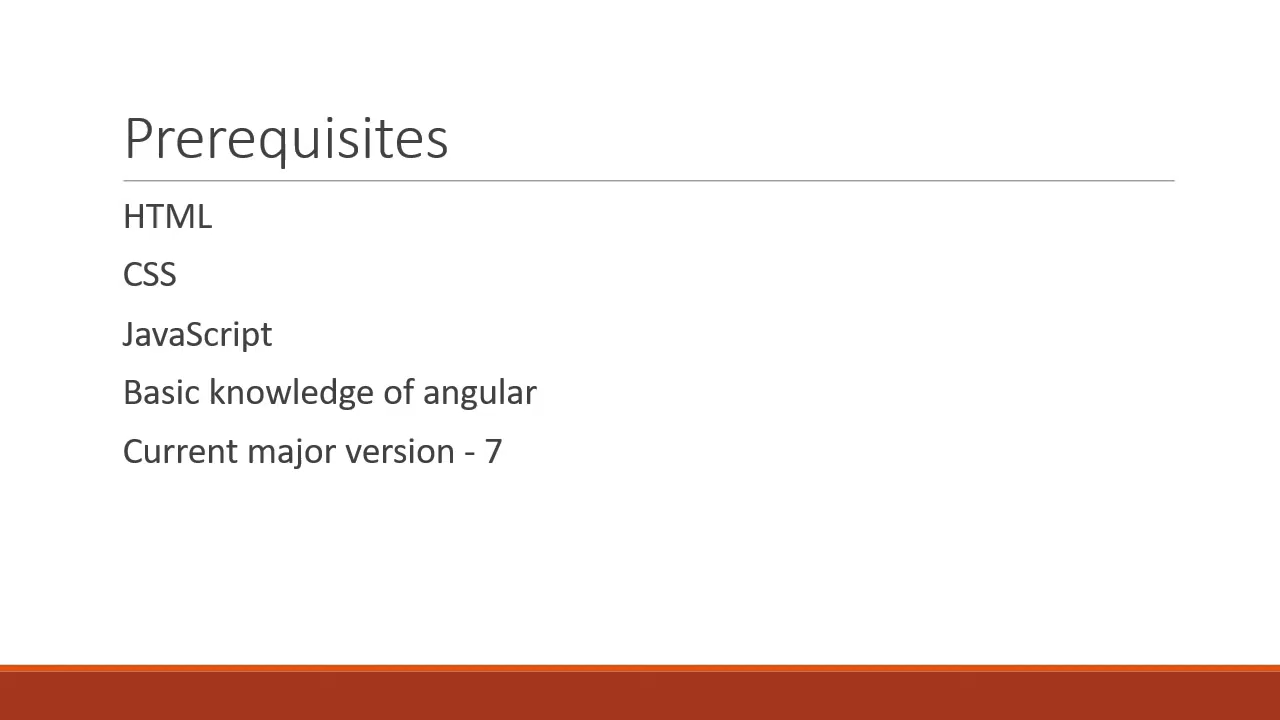 Prerequisites
HTML
CSS
JavaScript
Basic knowledge of angular
Current major version - 7